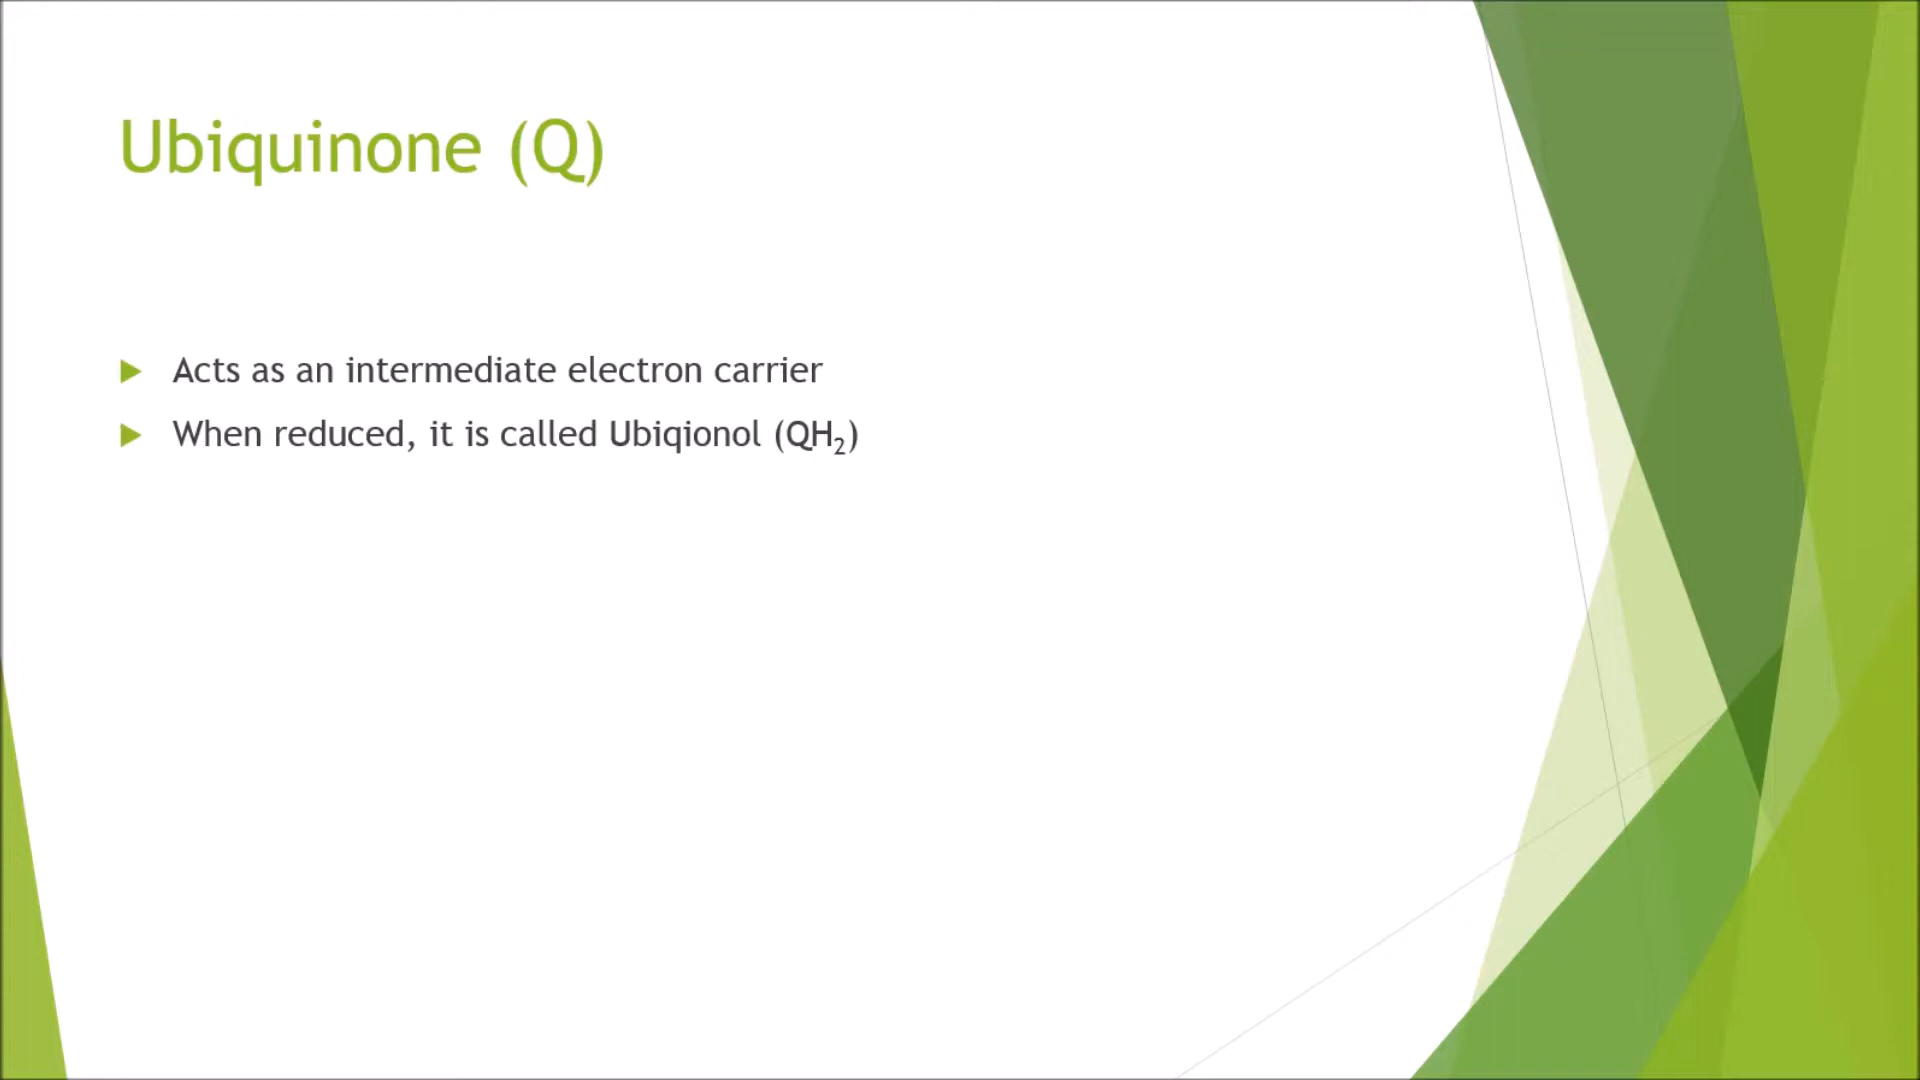 Ubiquinone (Q)
Acts as an intermediate electron carrier
When reduced, it is called Ubiqionol (QH₂)